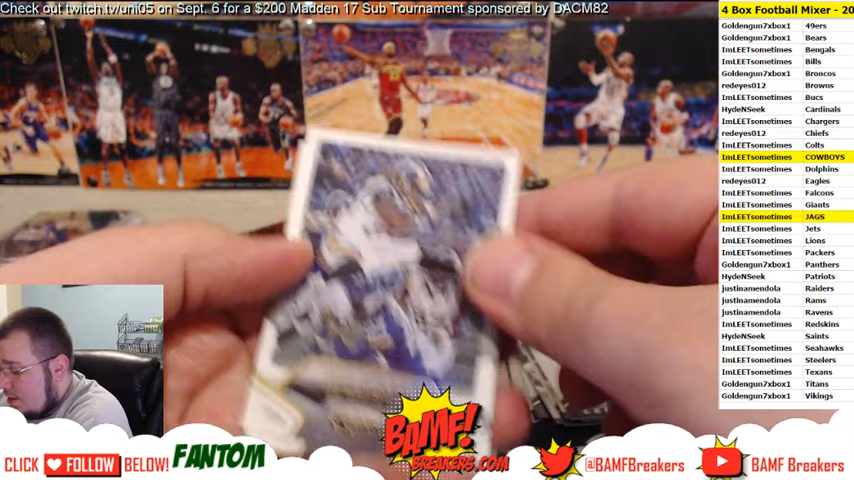 Check out twitch.tv/uni05 on Sept. 6 for a $200 Madden 17 Sub Tournament sponsored by DACM82
4 Box Football Mixer - 20
Goldengun7xbox1 49ers
Goldengun7xbox1 Bears
ImLEETsometimes Bengals
ImLEETsometimes Bills
Goldengun7xbox1 Broncos
redeyes012 Browns
ImLEETsometimes Bucs
HydeNSeek Cardinals
ImLEETsometimes Chargers
redeyes012 Chiefs
ImLEETsometimes Colts
ImLEETsometimes COWBOYS
ImLEETsometimes Dolphins
redeyes012 Eagles
ImLEETsometimes Falcons
ImLEETsometimes Giants
ImLEETsometimes JAGS
ImLEETsometimes Jets
ImLEETsometimes Lions
ImLEETsometimes Packers
Goldengun7xbox1 Panthers
HydeNSeek Patriots
justinamendola Raiders
justinamendola Rams
justinamendola Ravens
ImLEETsometimes Redskins
HydeNSeek Saints
ImLEETsometimes Seahawks
ImLEETsometimes Steelers
ImLEETsometimes Texans
Goldengun7xbox1 Titans
Goldengun7xbox1 Vikings
CLICK FOLLOW BELOW!
FANTOM
BAMF!
BREAKERS.COM
@BAMFBreakers
BAMF Breakers